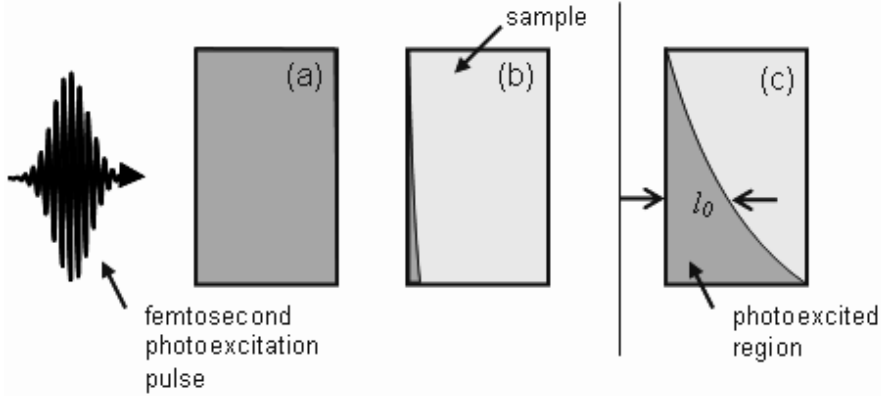 sample
(a)
(b)
(c)
l0
femtosecond
photoexcitation
pulse
photoexcited
region